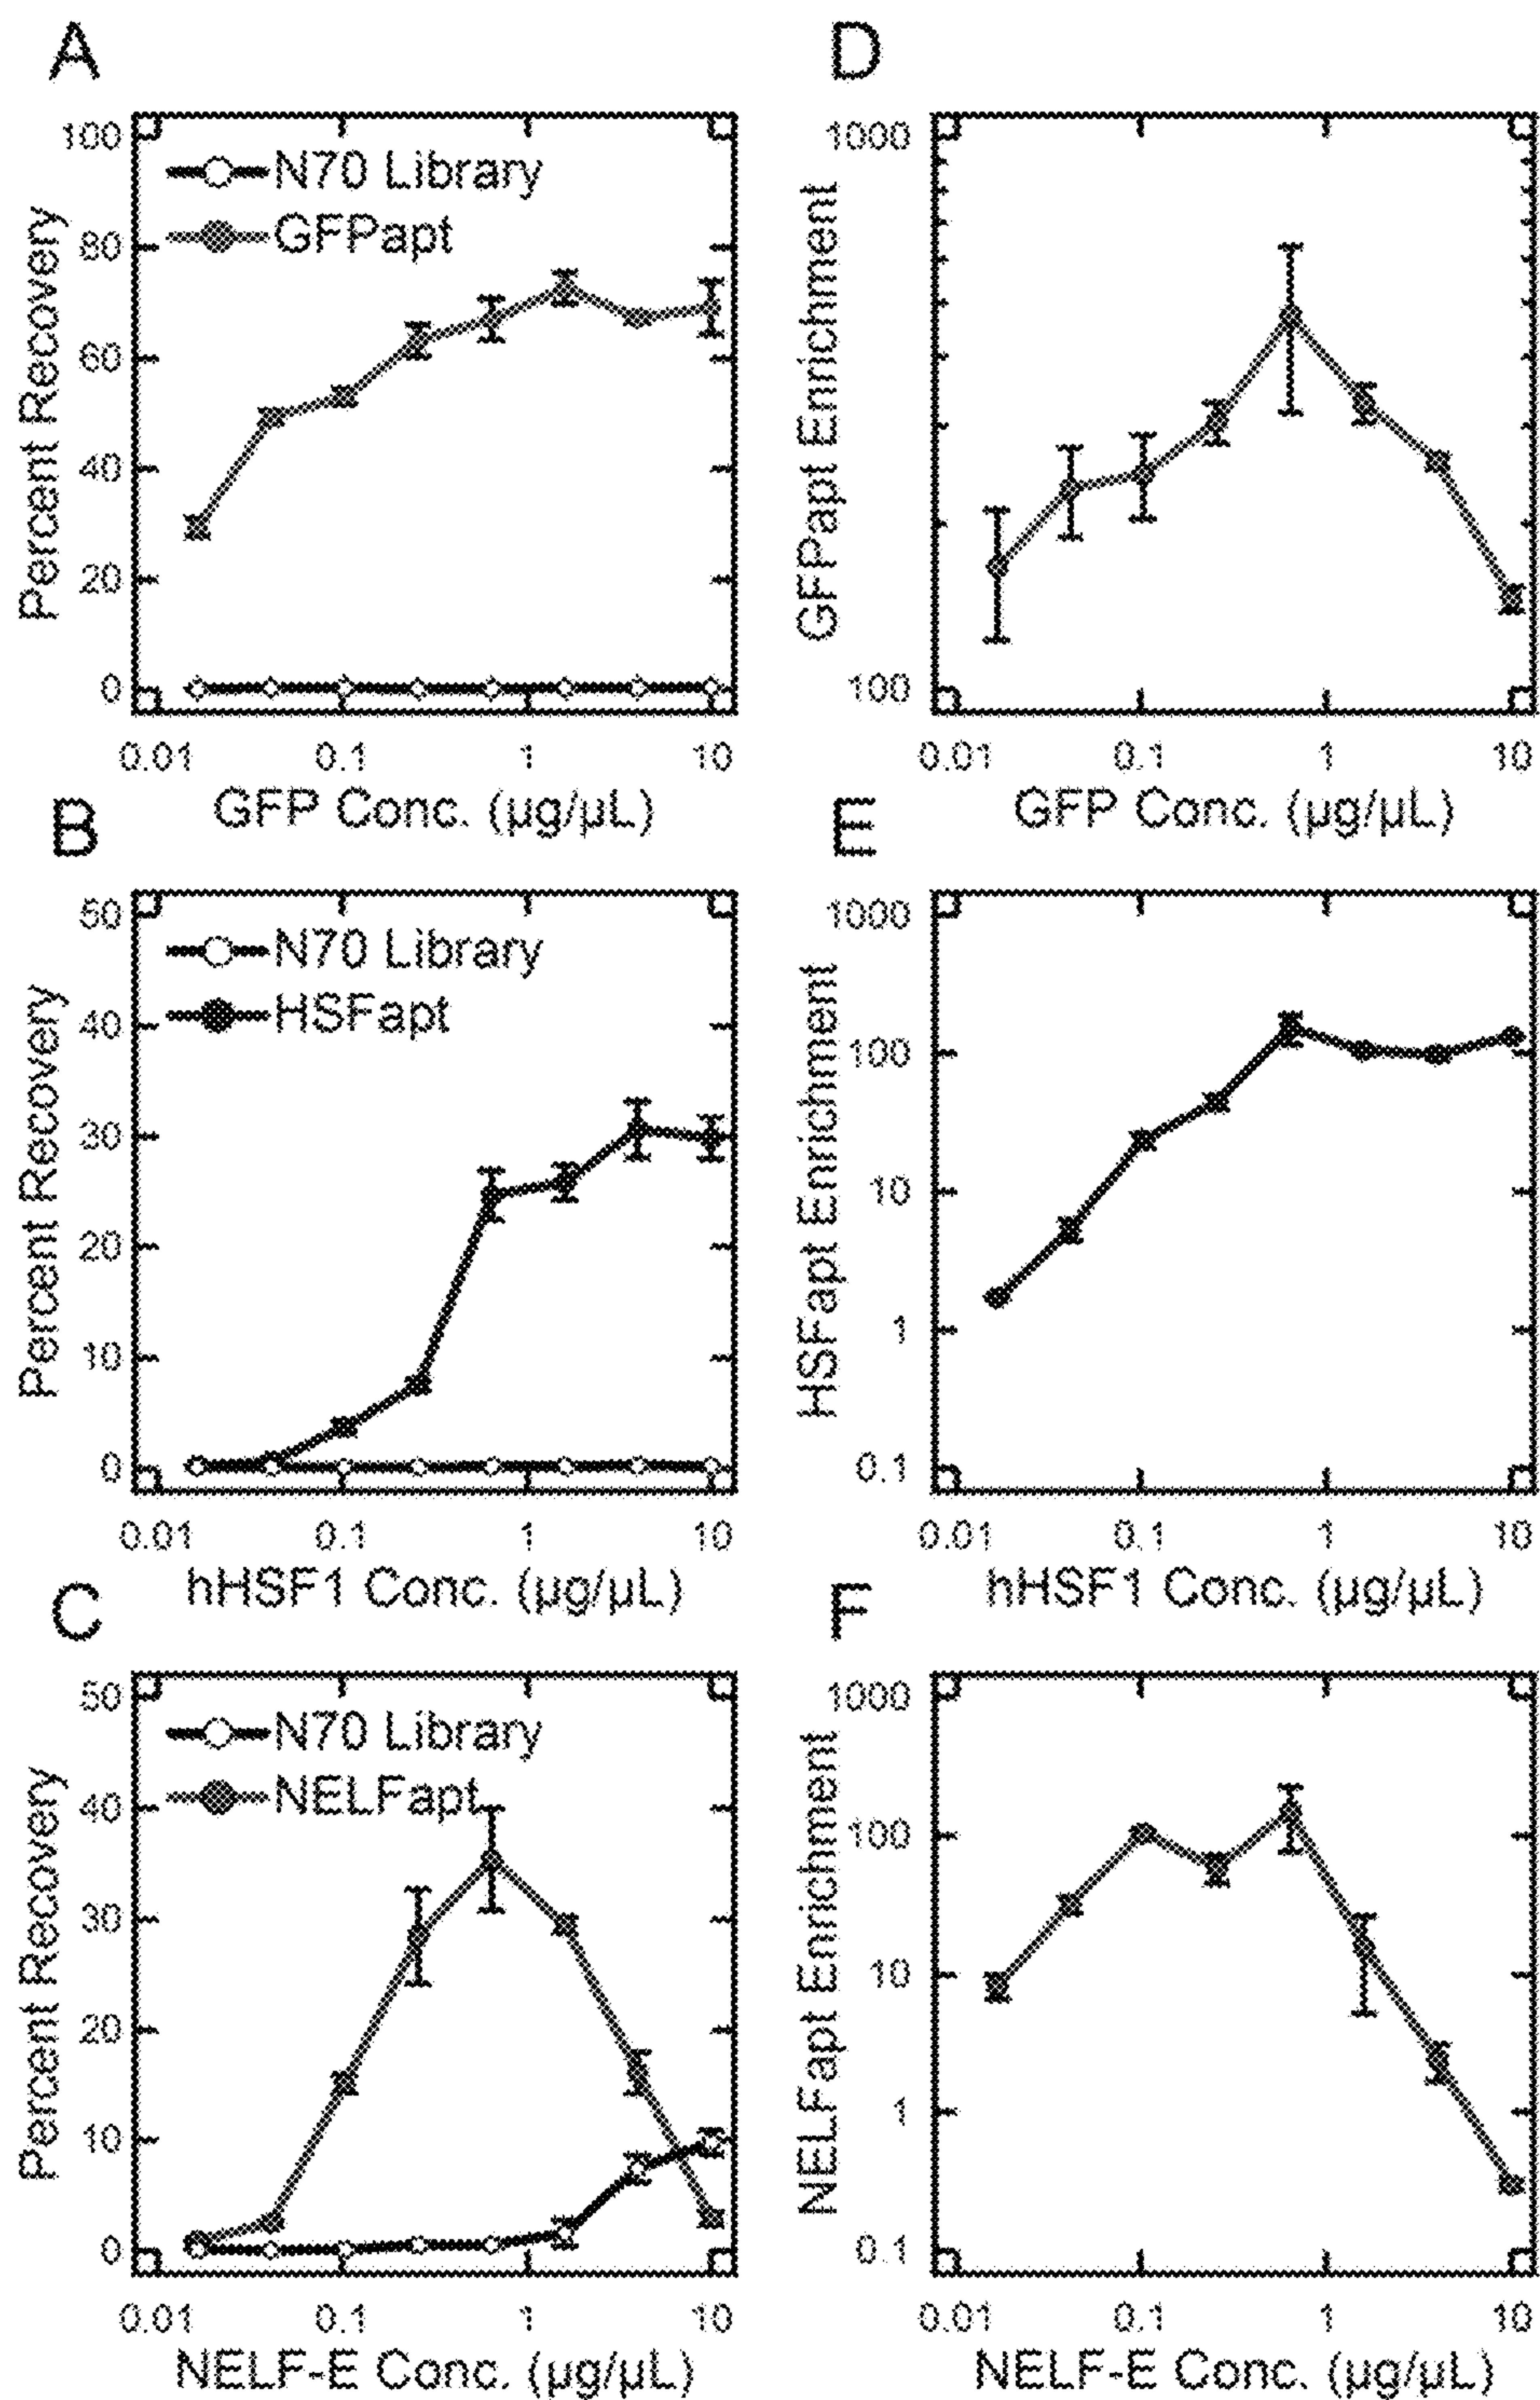 A
Percent Recovery
100
80
60
40
20
0
N70 Library
GFPapt
0.01 0.1 1 10
GFP Conc. (µg/µL)
D
GFPapt Enrichment
1000
100
0.01 0.1 1 10
GFP Conc. (µg/µL)
B
Percent Recovery
50
40
30
20
10
0
N70 Library
HSFapt
0.01 0.1 1 10
hHSF1 Conc. (µg/µL)
E
HSFapt Enrichment
1000
100
10
1
0.1
0.01 0.1 1 10
hHSF1 Conc. (µg/µL)
C
Percent Recovery
50
40
30
20
10
0
N70 Library
NELFapt
0.01 0.1 1 10
NELF-E Conc. (µg/µL)
F
NELFapt Enrichment
1000
100
10
1
0.1
0.01 0.1 1 10
NELF-E Conc. (µg/µL)